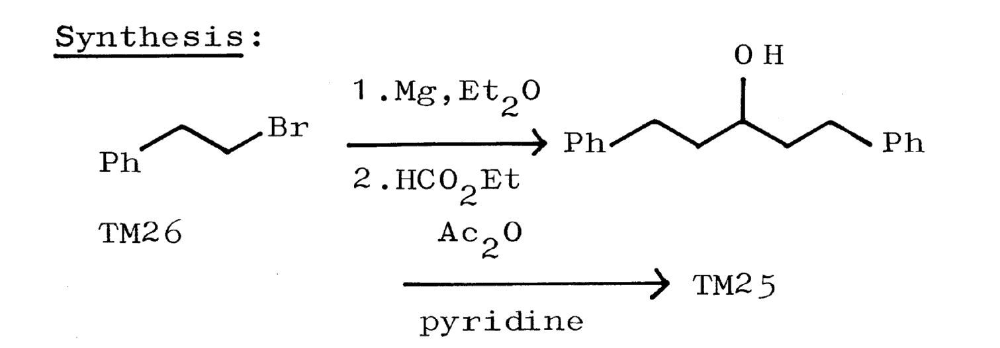 Synthesis:
OH
1.Mg,Et₂O
Br
Ph
Ph
Ph
2.HCO₂Et
TM26
Ac₂O
TM25
pyridine